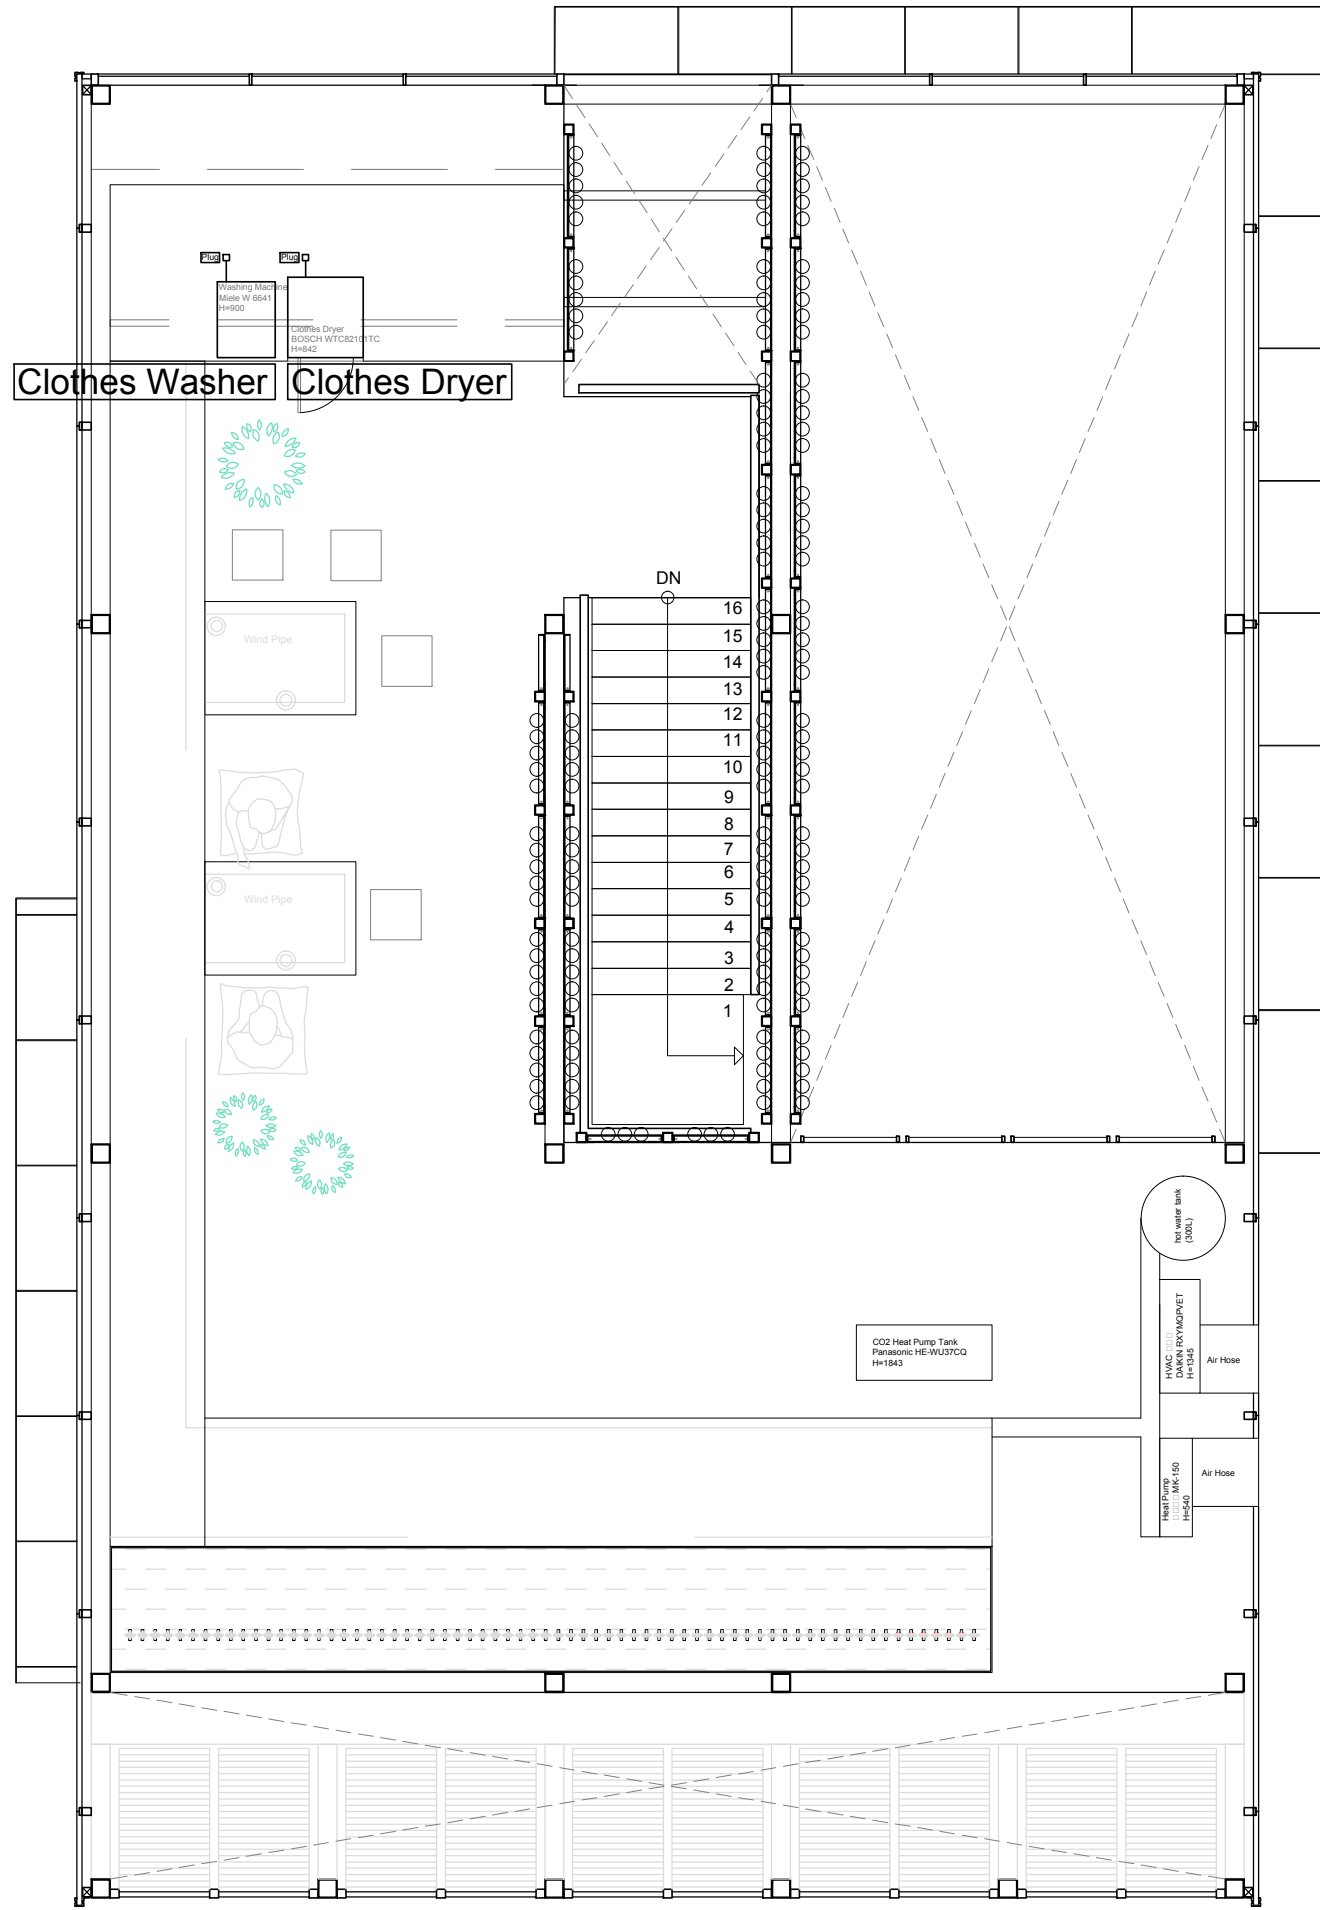 Plug
Plug
Washing Machine
Miele W 6641
H=900
Clothes Dryer
BOSCH WTC82101TC
H=842
Clothes Washer
Clothes Dryer
DN
16
15
14
13
12
11
10
9
8
7
6
5
4
3
2
1
Wind Pipe
Wind Pipe
hot water tank
(300L)
CO2 Heat Pump Tank
Panasonic HE-WU37CQ
H=1843
HVAC □□□
DAIKIN RXYMQPVET
H=1345
Air Hose
Heat Pump
□□□□ MK-150
H=540
Air Hose